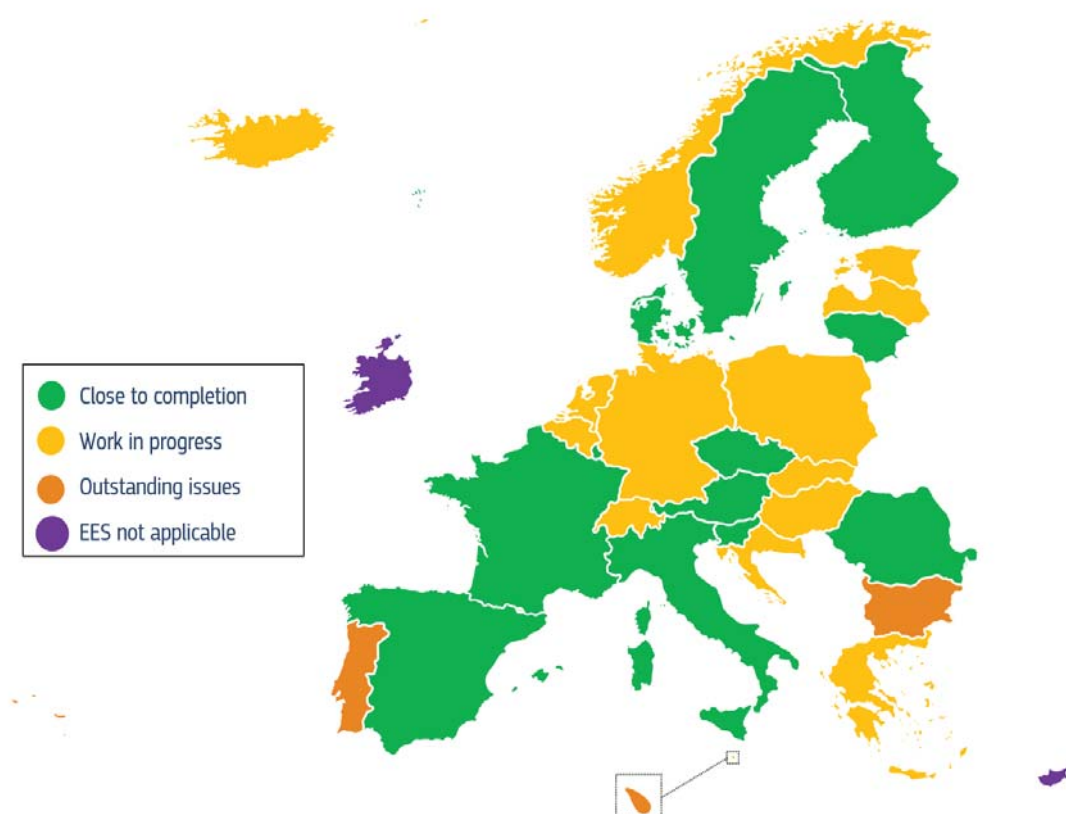 Close to completion
Work in progress
Outstanding issues
EES not applicable